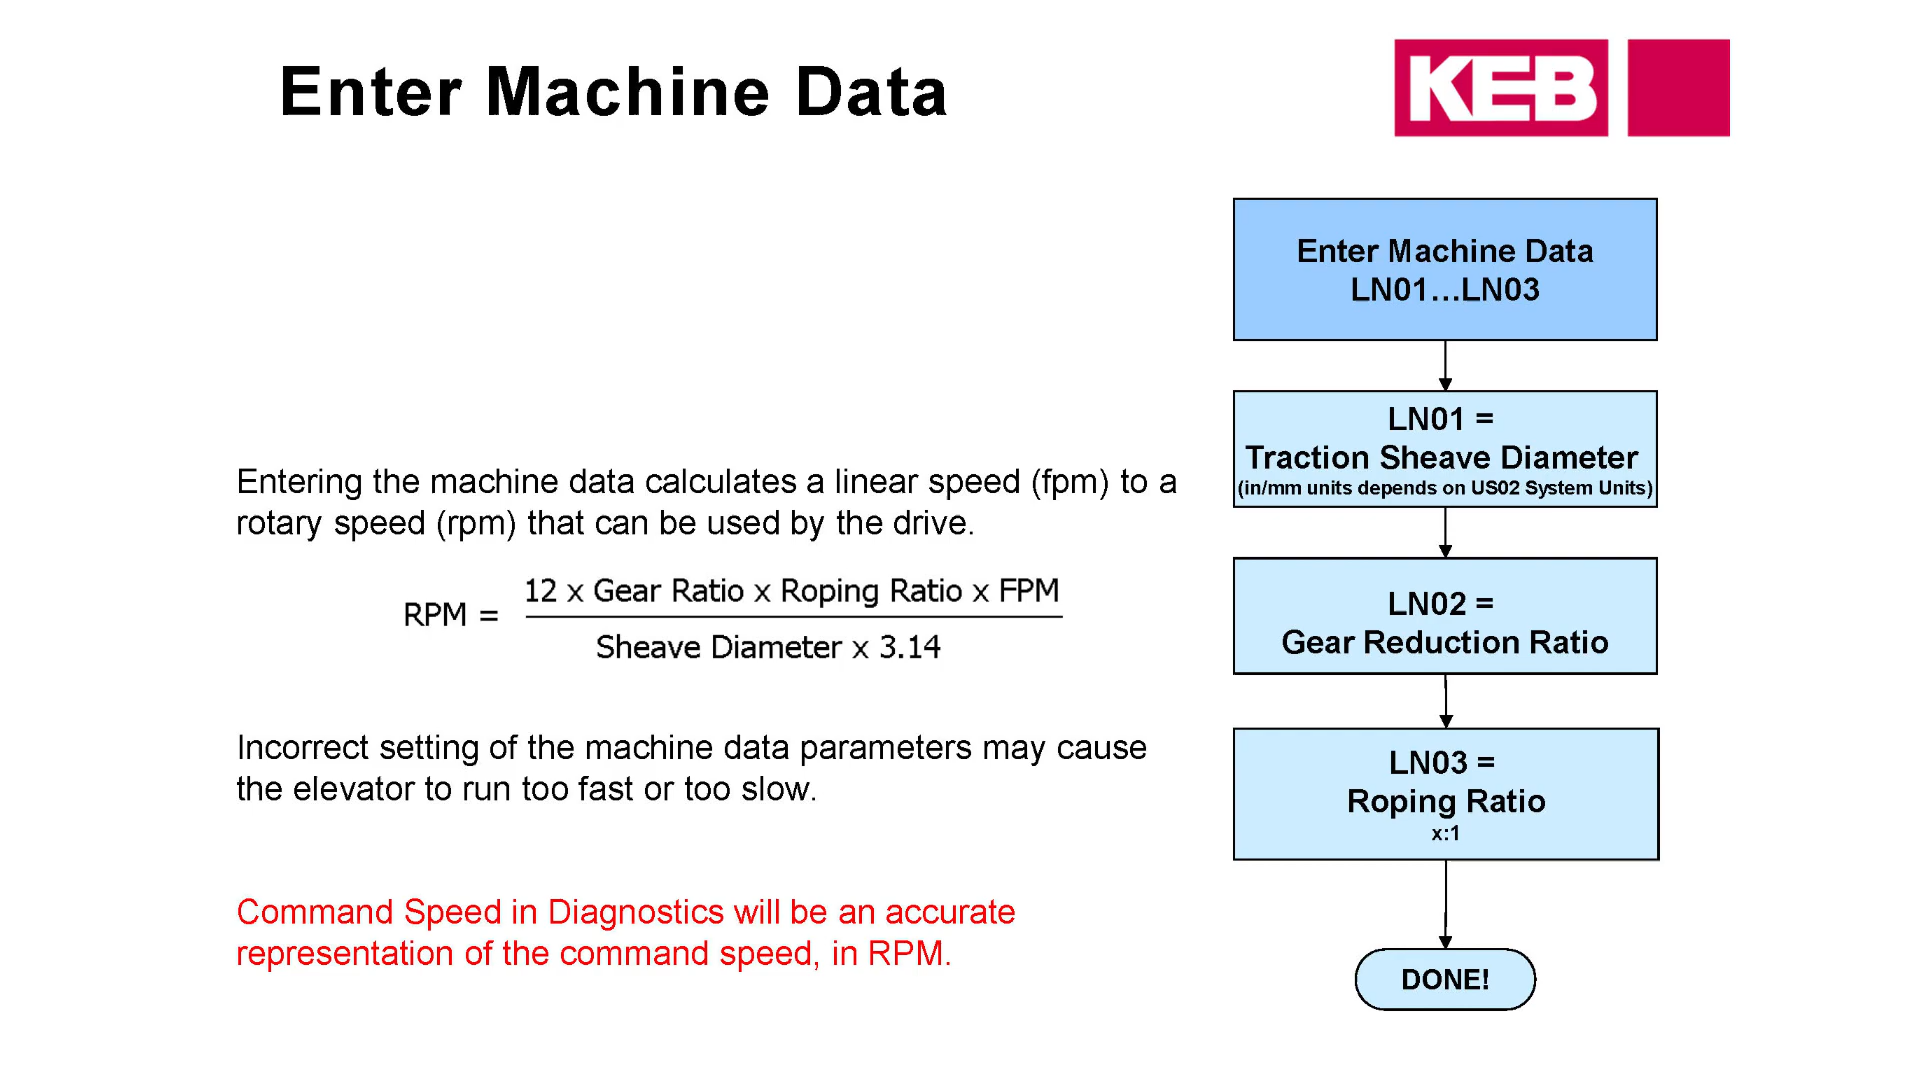 Enter Machine Data
KEB
Entering the machine data calculates a linear speed (fpm) to a
rotary speed (rpm) that can be used by the drive.
RPM = 12 x Gear Ratio x Roping Ratio x FPM
Sheave Diameter x 3.14
Incorrect setting of the machine data parameters may cause
the elevator to run too fast or too slow.
Command Speed in Diagnostics will be an accurate
representation of the command speed, in RPM.
Enter Machine Data
LN01...LN03
LN01 =
Traction Sheave Diameter
(in/mm units depends on US02 System Units)
LN02 =
Gear Reduction Ratio
LN03 =
Roping Ratio
x:1
DONE!